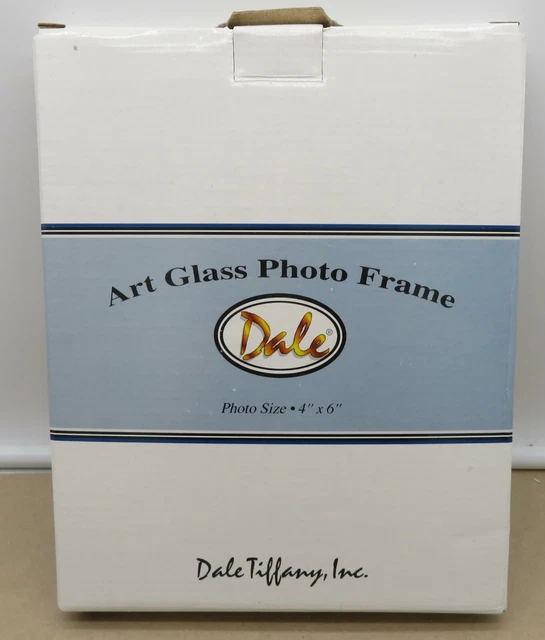 Art Glass Photo Frame
Dale®
Photo Size • 4" x 6"
Dale Tiffany, Inc.